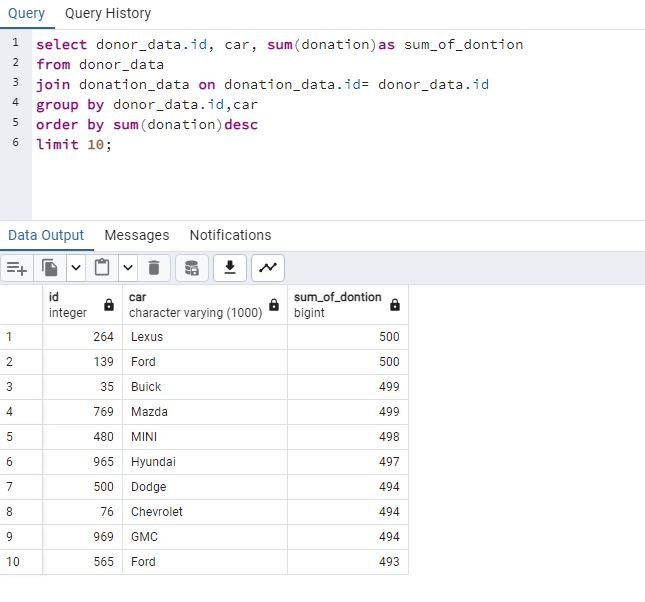 Query Query History
1 select donor_data.id, car, sum(donation)as sum_of_dontion
2 from donor_data
3 join donation_data on donation_data.id= donor_data.id
4 group by donor_data.id,car
5 order by sum(donation)desc
6 limit 10;
Data Output Messages Notifications
id car sum_of_dontion
integer character varying (1000) bigint
1 264 Lexus 500
2 139 Ford 500
3 35 Buick 499
4 769 Mazda 499
5 480 MINI 498
6 965 Hyundai 497
7 500 Dodge 494
8 76 Chevrolet 494
9 969 GMC 494
10 565 Ford 493